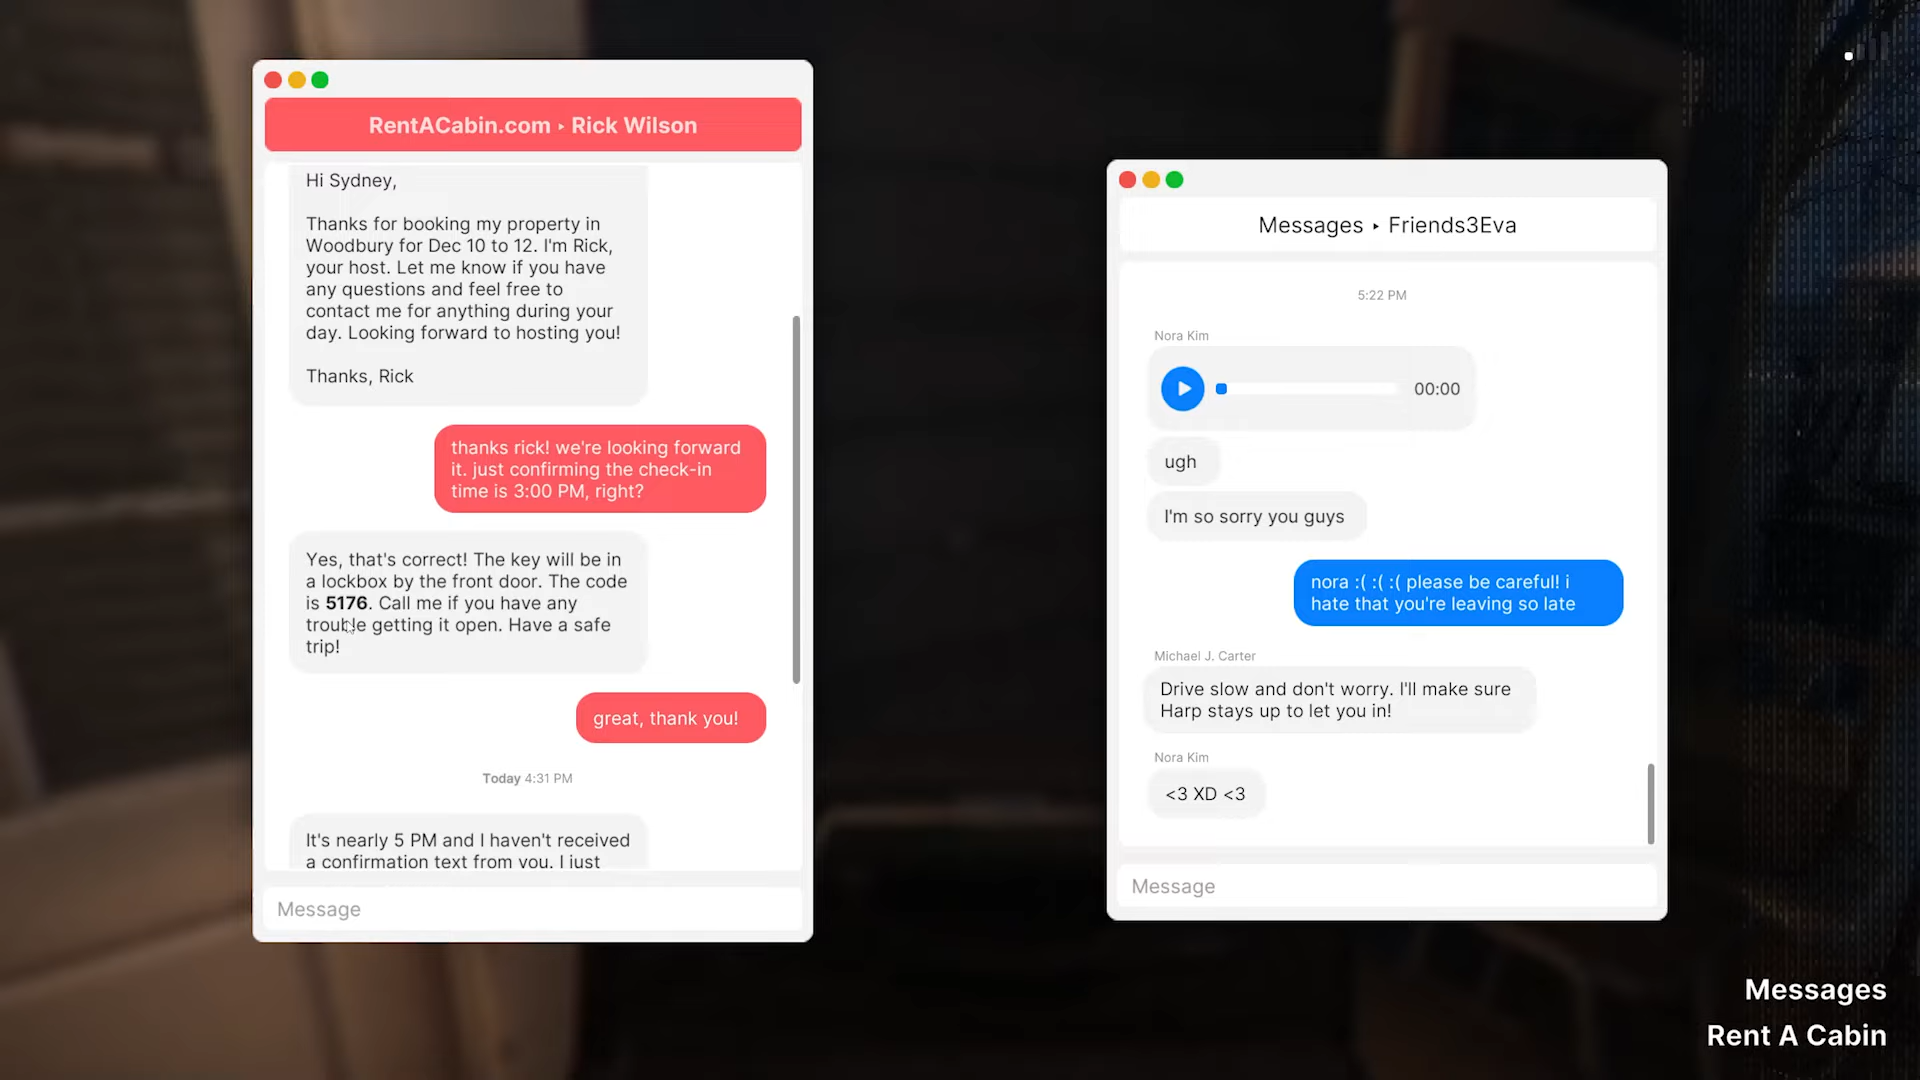 RentACabin.com ‣ Rick Wilson
Hi Sydney,
Thanks for booking my property in
Woodbury for Dec 10 to 12. I'm Rick,
your host. Let me know if you have
any questions and feel free to
contact me for anything during your
day. Looking forward to hosting you!
Thanks, Rick
thanks rick! we're looking forward
it. just confirming the check-in
time is 3:00 PM, right?
Yes, that's correct! The key will be in
a lockbox by the front door. The code
is 5176. Call me if you have any
trouble getting it open. Have a safe
trip!
great, thank you!
Today 4:31 PM
It's nearly 5 PM and I haven't received
a confirmation text from you. I just
Message
Messages ‣ Friends3Eva
5:22 PM
Nora Kim
00:00
ugh
I'm so sorry you guys
nora :( :( :( please be careful! i
hate that you're leaving so late
Michael J. Carter
Drive slow and don't worry. I'll make sure
Harp stays up to let you in!
Nora Kim
<3 XD <3
Message
Messages
Rent A Cabin